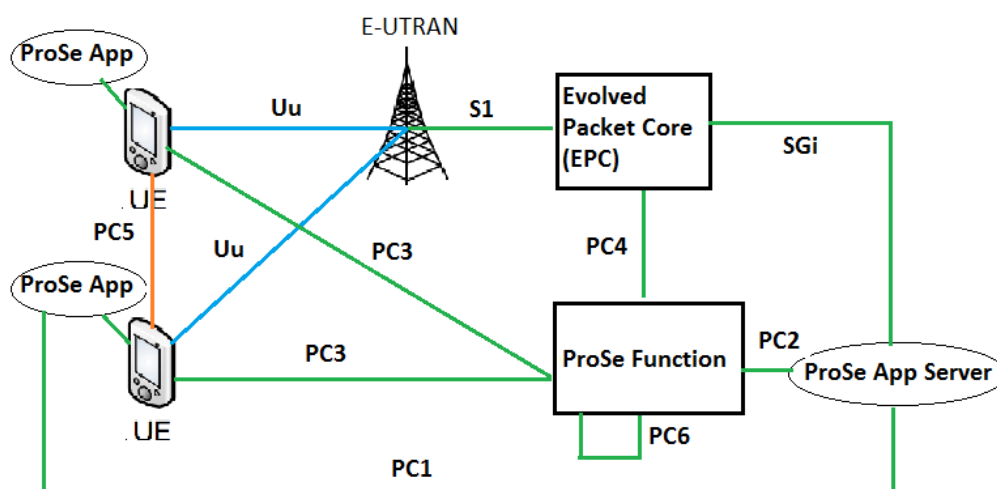 E-UTRAN
ProSe App
Uu
S1
Evolved
Packet Core
(EPC)
SGi
.UE
PC5
Uu
PC3
PC4
ProSe App
PC3
ProSe Function
PC2
ProSe App Server
.UE
PC6
PC1